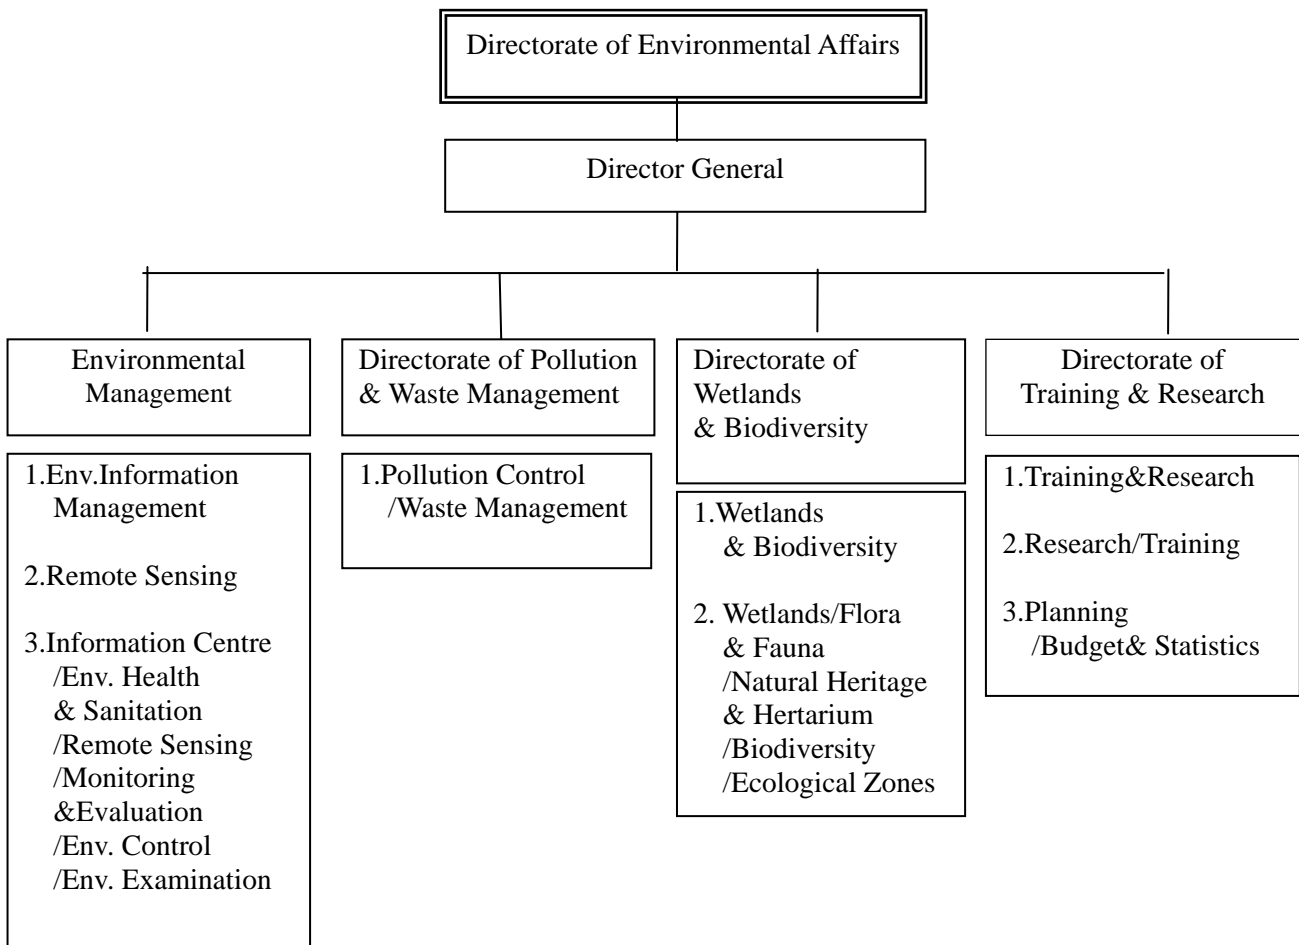 Directorate of Environmental Affairs
Director General
Environmental
Management
1.Env.Information
Management
2.Remote Sensing
3.Information Centre
/Env. Health
& Sanitation
/Remote Sensing
/Monitoring
&Evaluation
/Env. Control
/Env. Examination
Directorate of Pollution
& Waste Management
1.Pollution Control
/Waste Management
Directorate of
Wetlands
& Biodiversity
1.Wetlands
& Biodiversity
2. Wetlands/Flora
& Fauna
/Natural Heritage
& Hertarium
/Biodiversity
/Ecological Zones
Directorate of
Training & Research
1.Training&Research
2.Research/Training
3.Planning
/Budget& Statistics